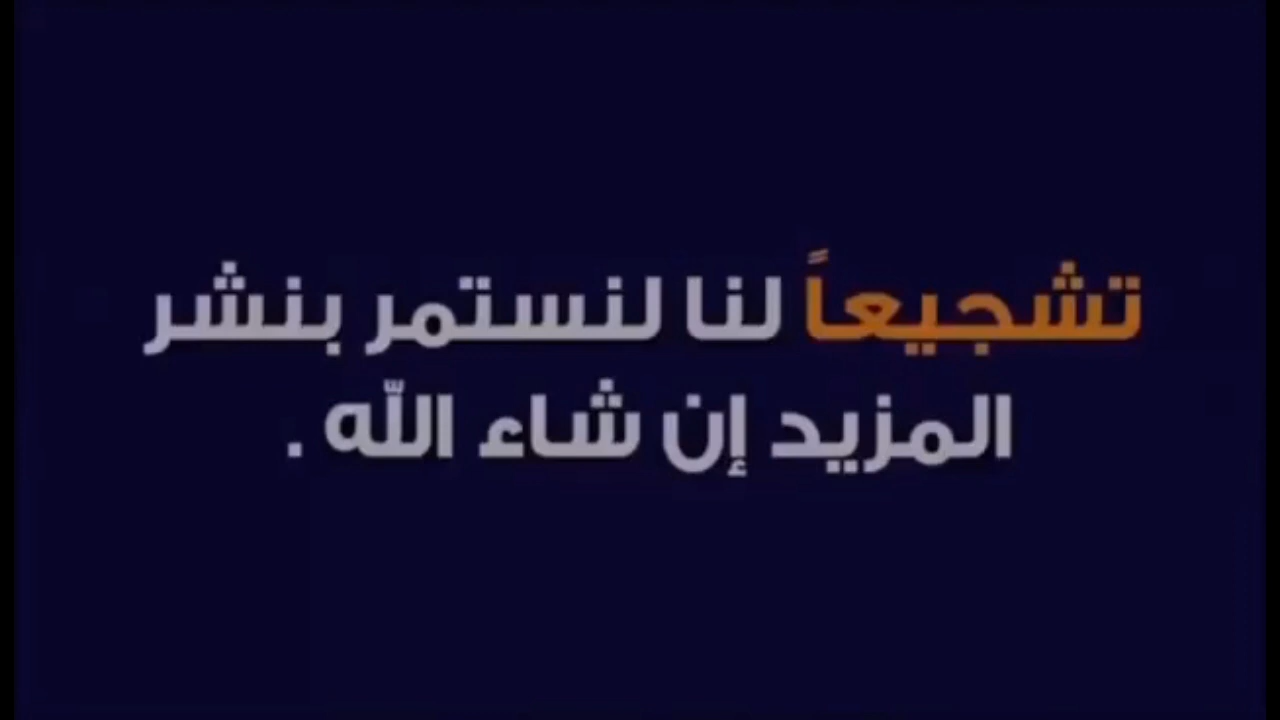 تشجيعاً لنا لنستمر بنشر
المزيد إن شاء الله .